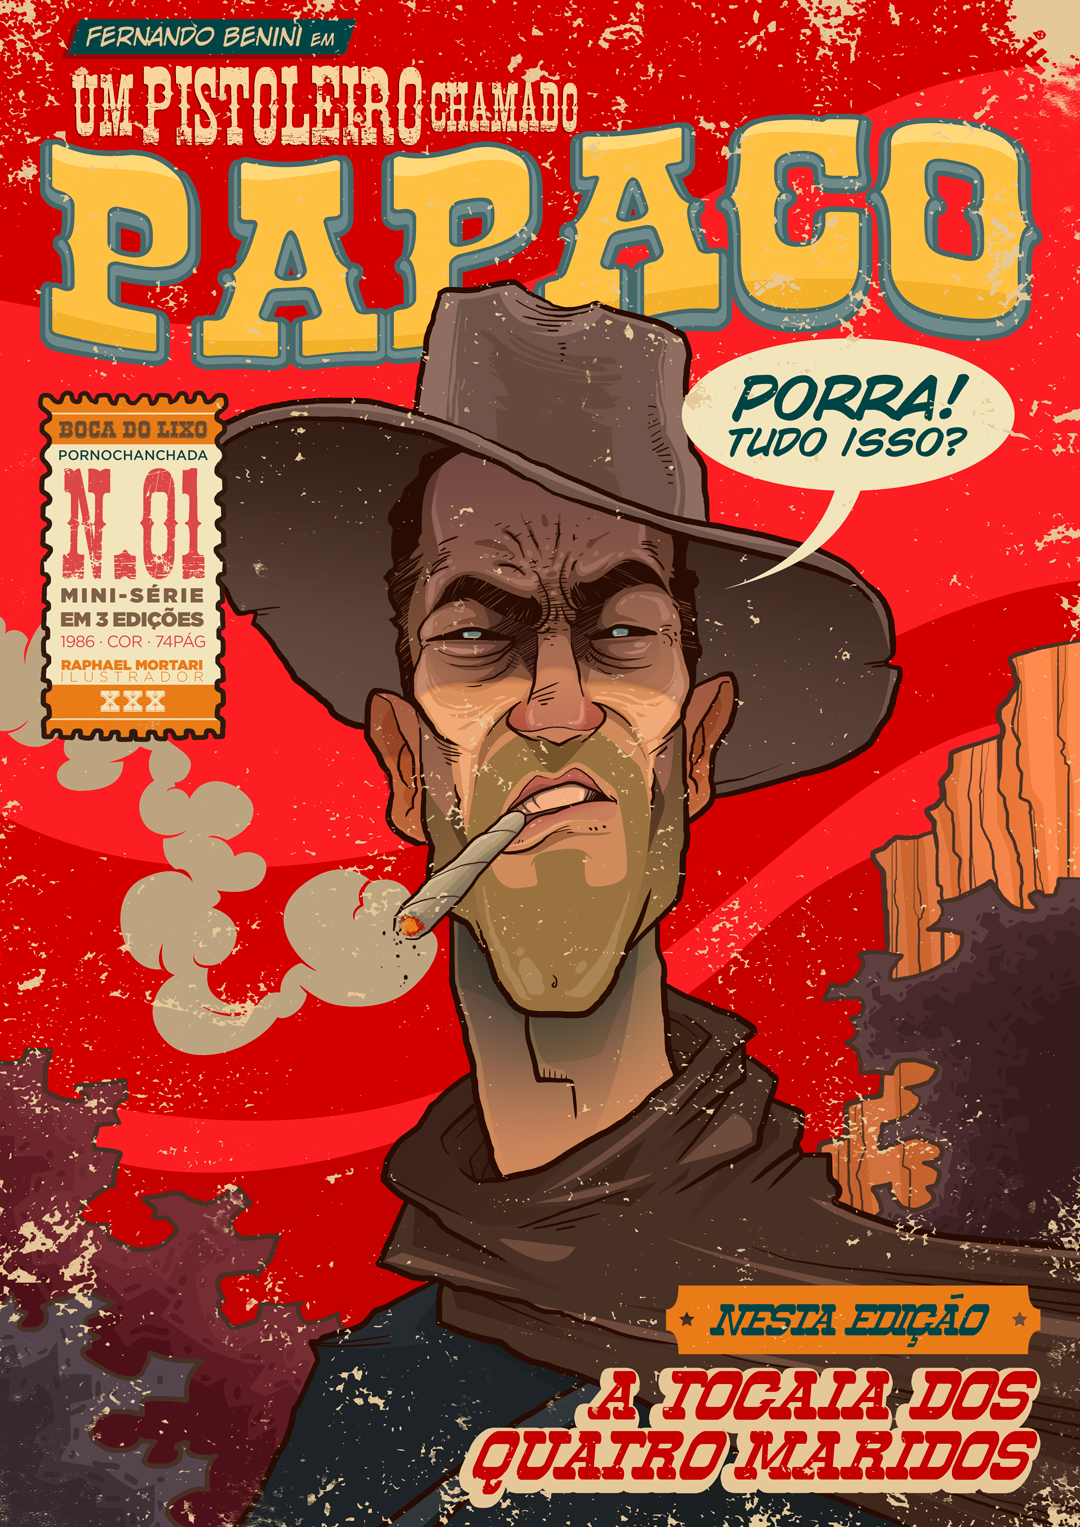 FERNANDO BENINI EM
UM PISTOLEIRO CHAMADO
PAPACO
PORRA!
TUDO ISSO?
BOCA DO LIXO
PORNOCHANCHADA
N.01
MINI-SÉRIE
EM 3 EDIÇÕES
1986 · COR · 74PÁG
RAPHAEL MORTARI
ILUSTRADOR
XXX
NESTA EDIÇÃO
A TOCAIA DOS
QUATRO MARIDOS